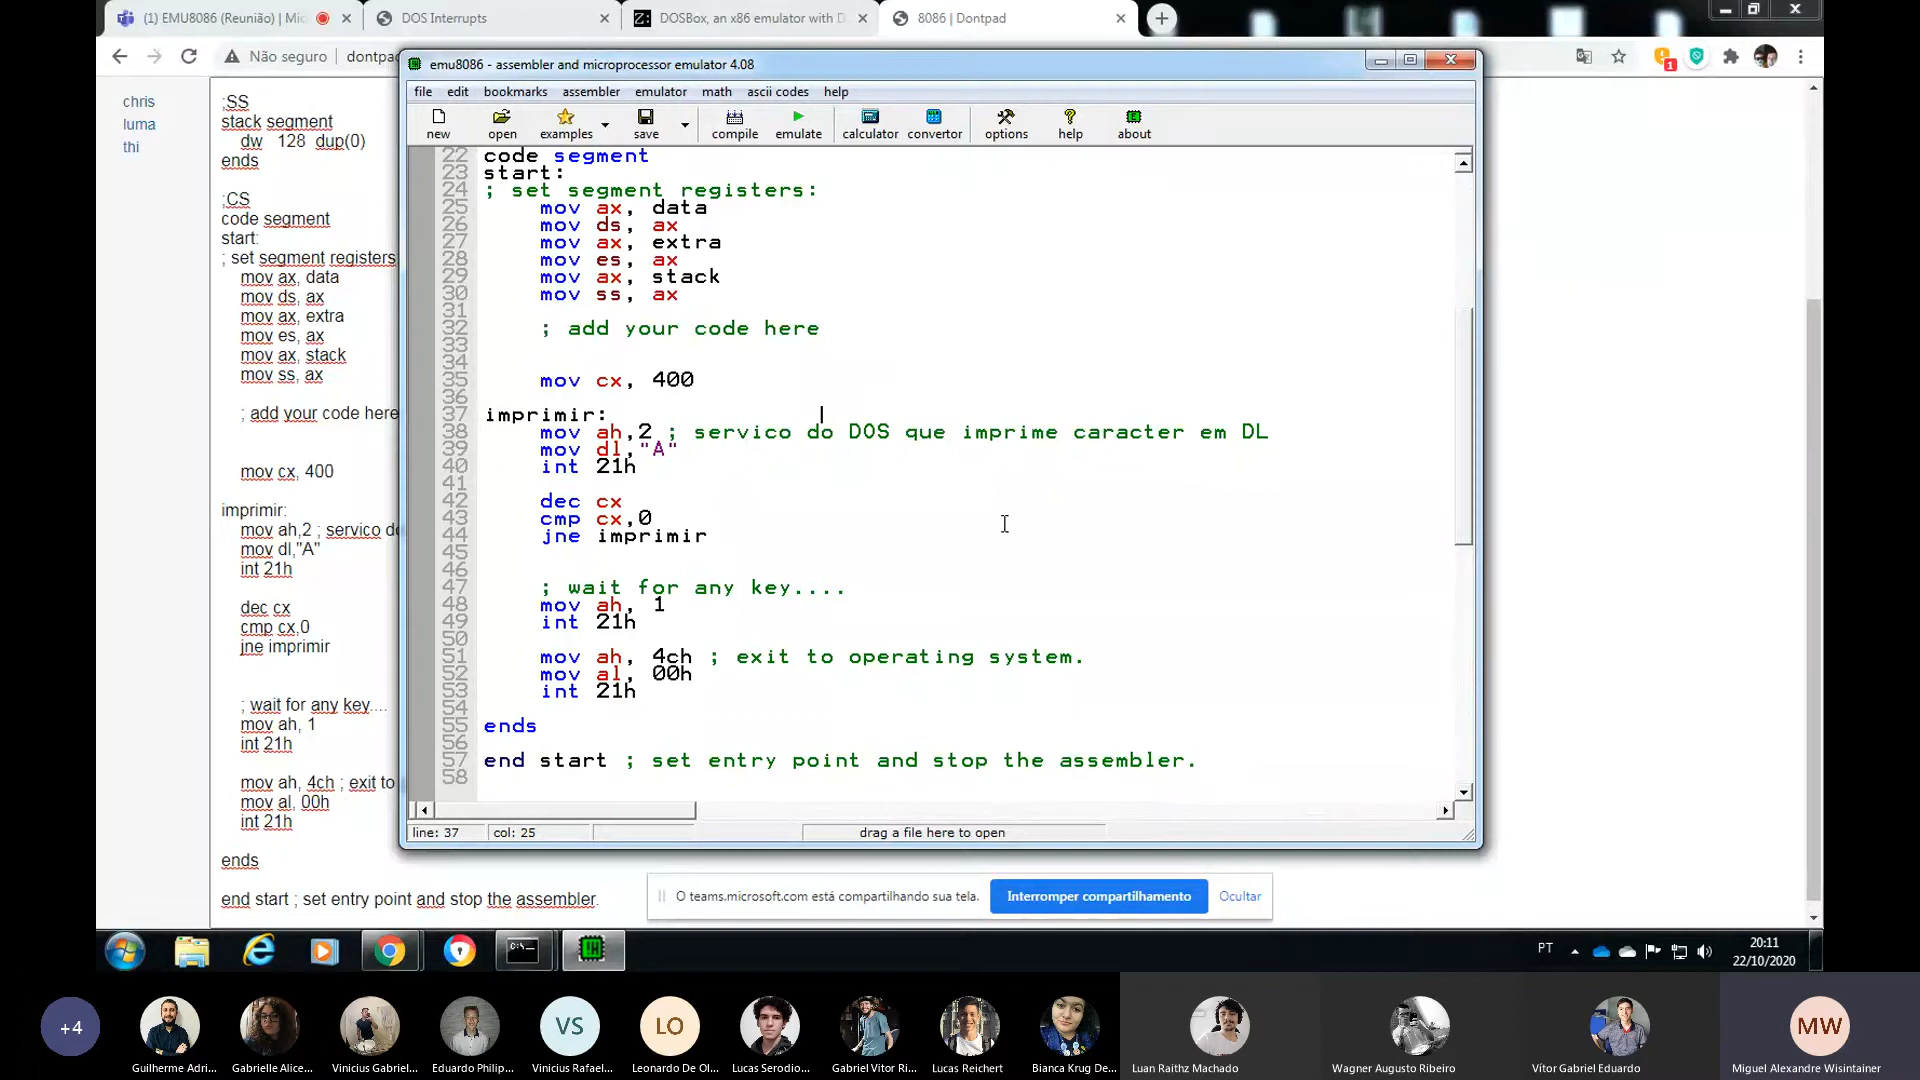 (1) EMU8086 (Reunião) | Mic
DOS Interrupts
DOSBox, an x86 emulator with D
8086 | Dontpad
Não seguro
dontpad
1
chris
luma
thi
;SS
stack segment
dw 128 dup(0)
ends
;CS
code segment
start:
; set segment registers
mov ax, data
mov ds, ax
mov ax, extra
mov es, ax
mov ax, stack
mov ss, ax
; add your code here
mov cx, 400
imprimir:
mov ah,2 ; servico do
mov dl,"A"
int 21h
dec cx
cmp cx,0
jne imprimir
; wait for any key....
mov ah, 1
int 21h
mov ah, 4ch ; exit to
mov al, 00h
int 21h
ends
end start ; set entry point and stop the assembler.
emu8086 - assembler and microprocessor emulator 4.08
file edit bookmarks assembler emulator math ascii codes help
new open examples save compile emulate calculator convertor options help about
22 code segment
23 start:
24 ; set segment registers:
25 mov ax, data
26 mov ds, ax
27 mov ax, extra
28 mov es, ax
29 mov ax, stack
30 mov ss, ax
31
32 ; add your code here
33
34
35 mov cx, 400
36
37 imprimir:
38 mov ah,2 ; servico do DOS que imprime caracter em DL
39 mov dl,"A"
40 int 21h
41
42 dec cx
43 cmp cx,0
44 jne imprimir
45
46
47 ; wait for any key....
48 mov ah, 1
49 int 21h
50
51 mov ah, 4ch ; exit to operating system.
52 mov al, 00h
53 int 21h
54
55 ends
56
57 end start ; set entry point and stop the assembler.
58
line: 37 col: 25 drag a file here to open
O teams.microsoft.com está compartilhando sua tela. Interromper compartilhamento Ocultar
PT
20:11
22/10/2020
+4
VS
LO
MW
Guilherme Adri...
Gabrielle Alice...
Vinicius Gabriel...
Eduardo Philip...
Vinicius Rafael...
Leonardo De Ol...
Lucas Serodio...
Gabriel Vitor Ri...
Lucas Reichert
Bianca Krug De...
Luan Raithz Machado
Wagner Augusto Ribeiro
Vítor Gabriel Eduardo
Miguel Alexandre Wisintainer